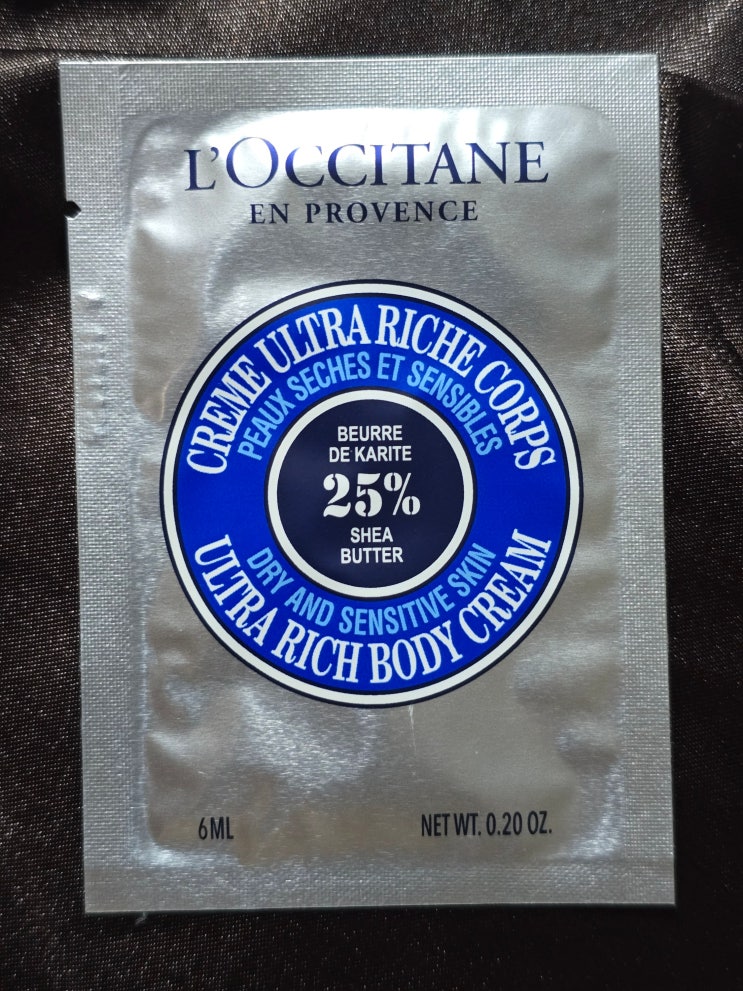 L'OCCITANE
EN PROVENCE
CREME ULTRA RICHE CORPS
PEAUX SECHES ET SENSIBLES
BEURRE
DE KARITE
25%
SHEA
BUTTER
DRY AND SENSITIVE SKIN
ULTRA RICH BODY CREAM
6ML
NET WT. 0.20 OZ.